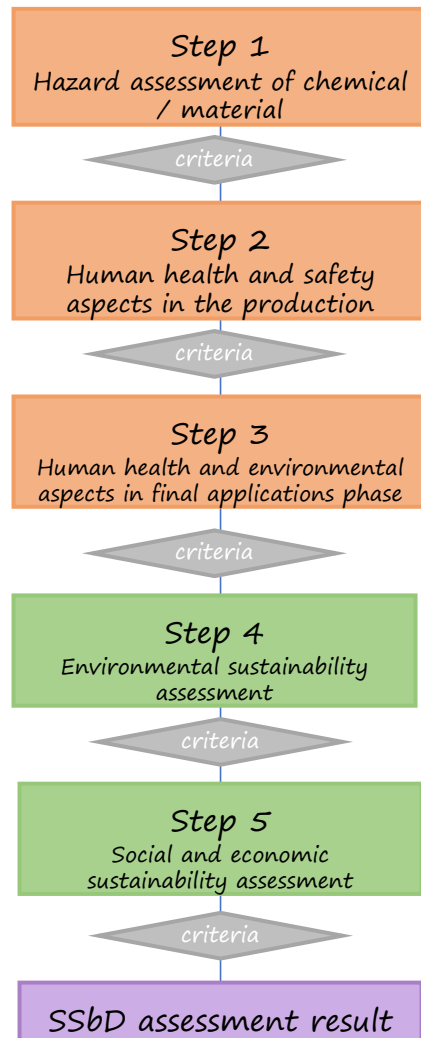 Step 1
Hazard assessment of chemical
/ material
criteria
Step 2
Human health and safety
aspects in the production
criteria
Step 3
Human health and environmental
aspects in final applications phase
criteria
Step 4
Environmental sustainability
assessment
criteria
Step 5
Social and economic
sustainability assessment
criteria
SSbD assessment result